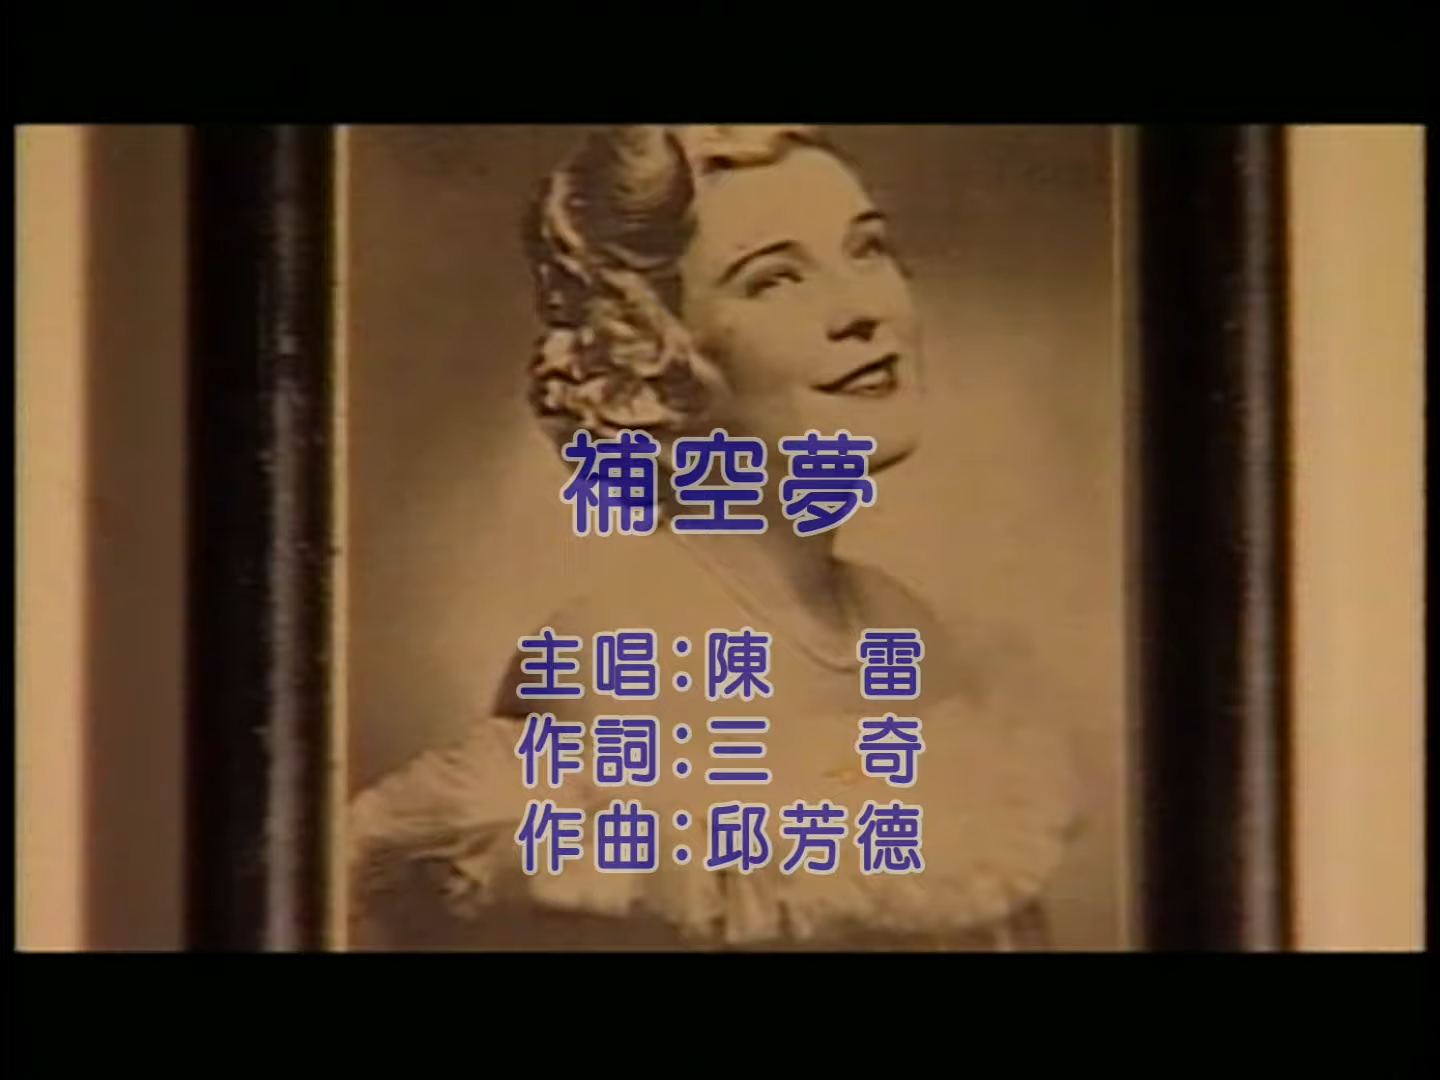 補空夢
主唱:陳 雷
作詞:三 奇
作曲:邱芳德